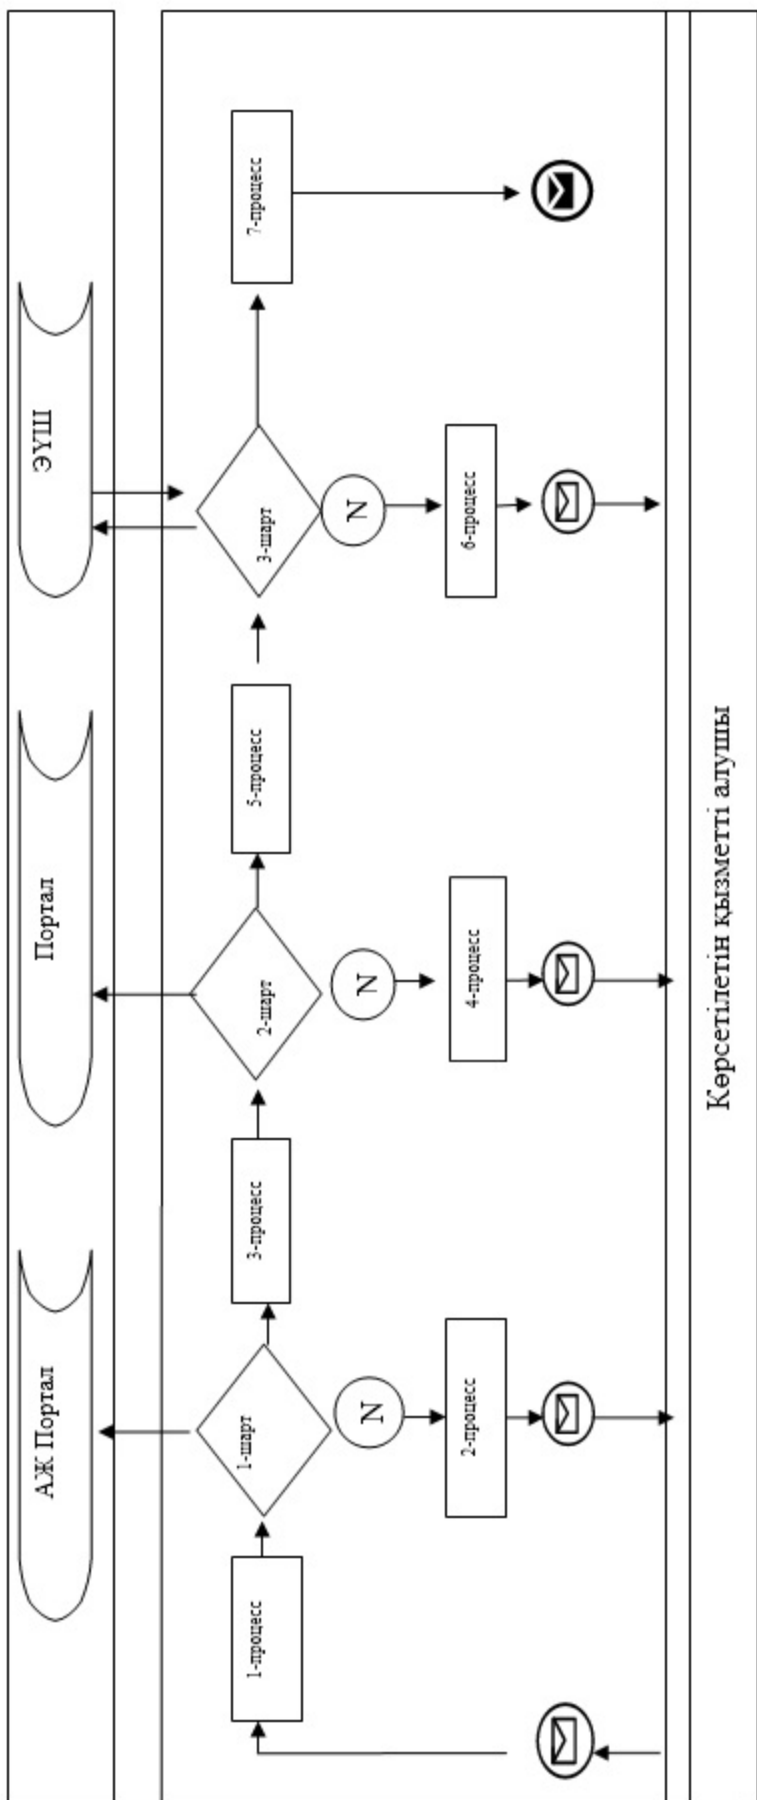 АЖ Портал
Портал
ЭҮШ
1-процесс
1-шарт
3-процесс
2-шарт
5-процесс
3-шарт
7-процесс
N
N
N
2-процесс
4-процесс
6-процесс
Көрсетілетін қызметті алушы